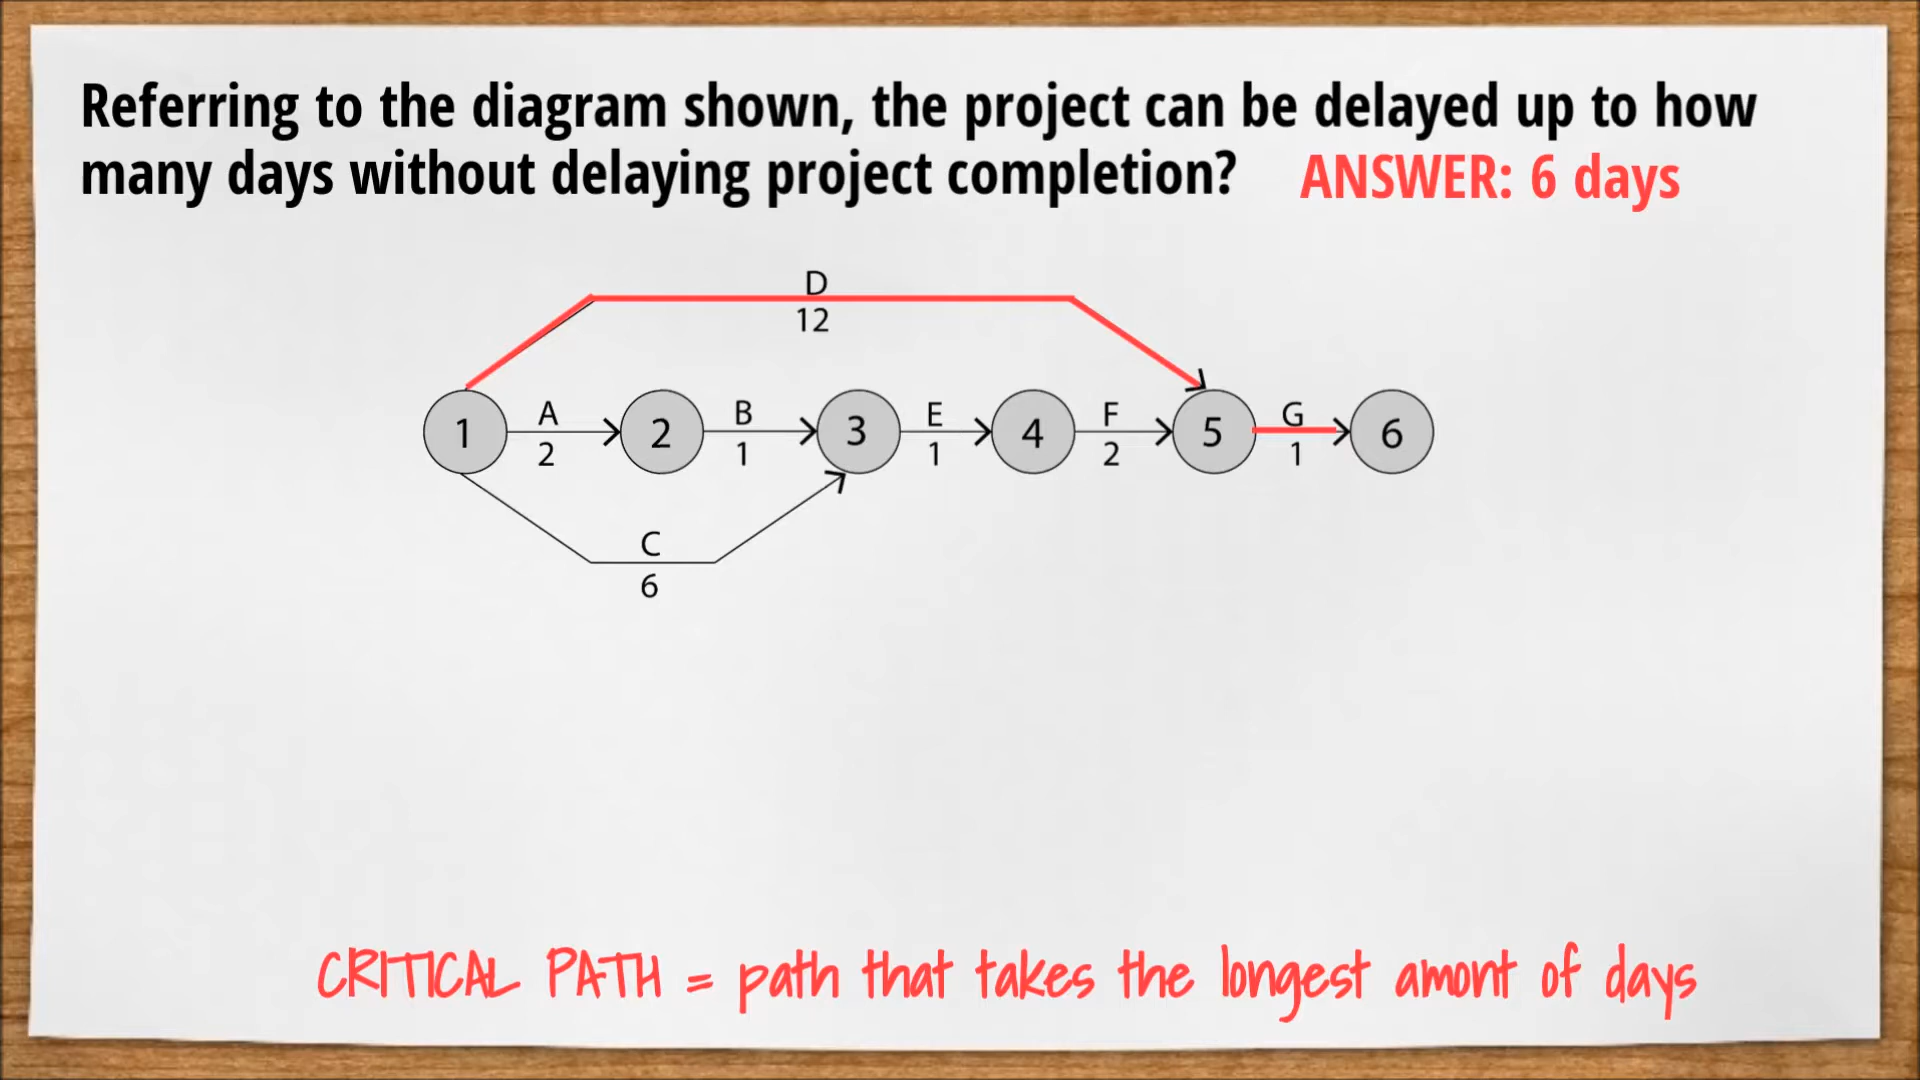 Referring to the diagram shown, the project can be delayed up to how
many days without delaying project completion? ANSWER: 6 days
D
12
1 A 2 B 3 E 4 F 5 G 6
2 1 1 2 1
C
6
CRITICAL PATH = path that takes the longest amont of days